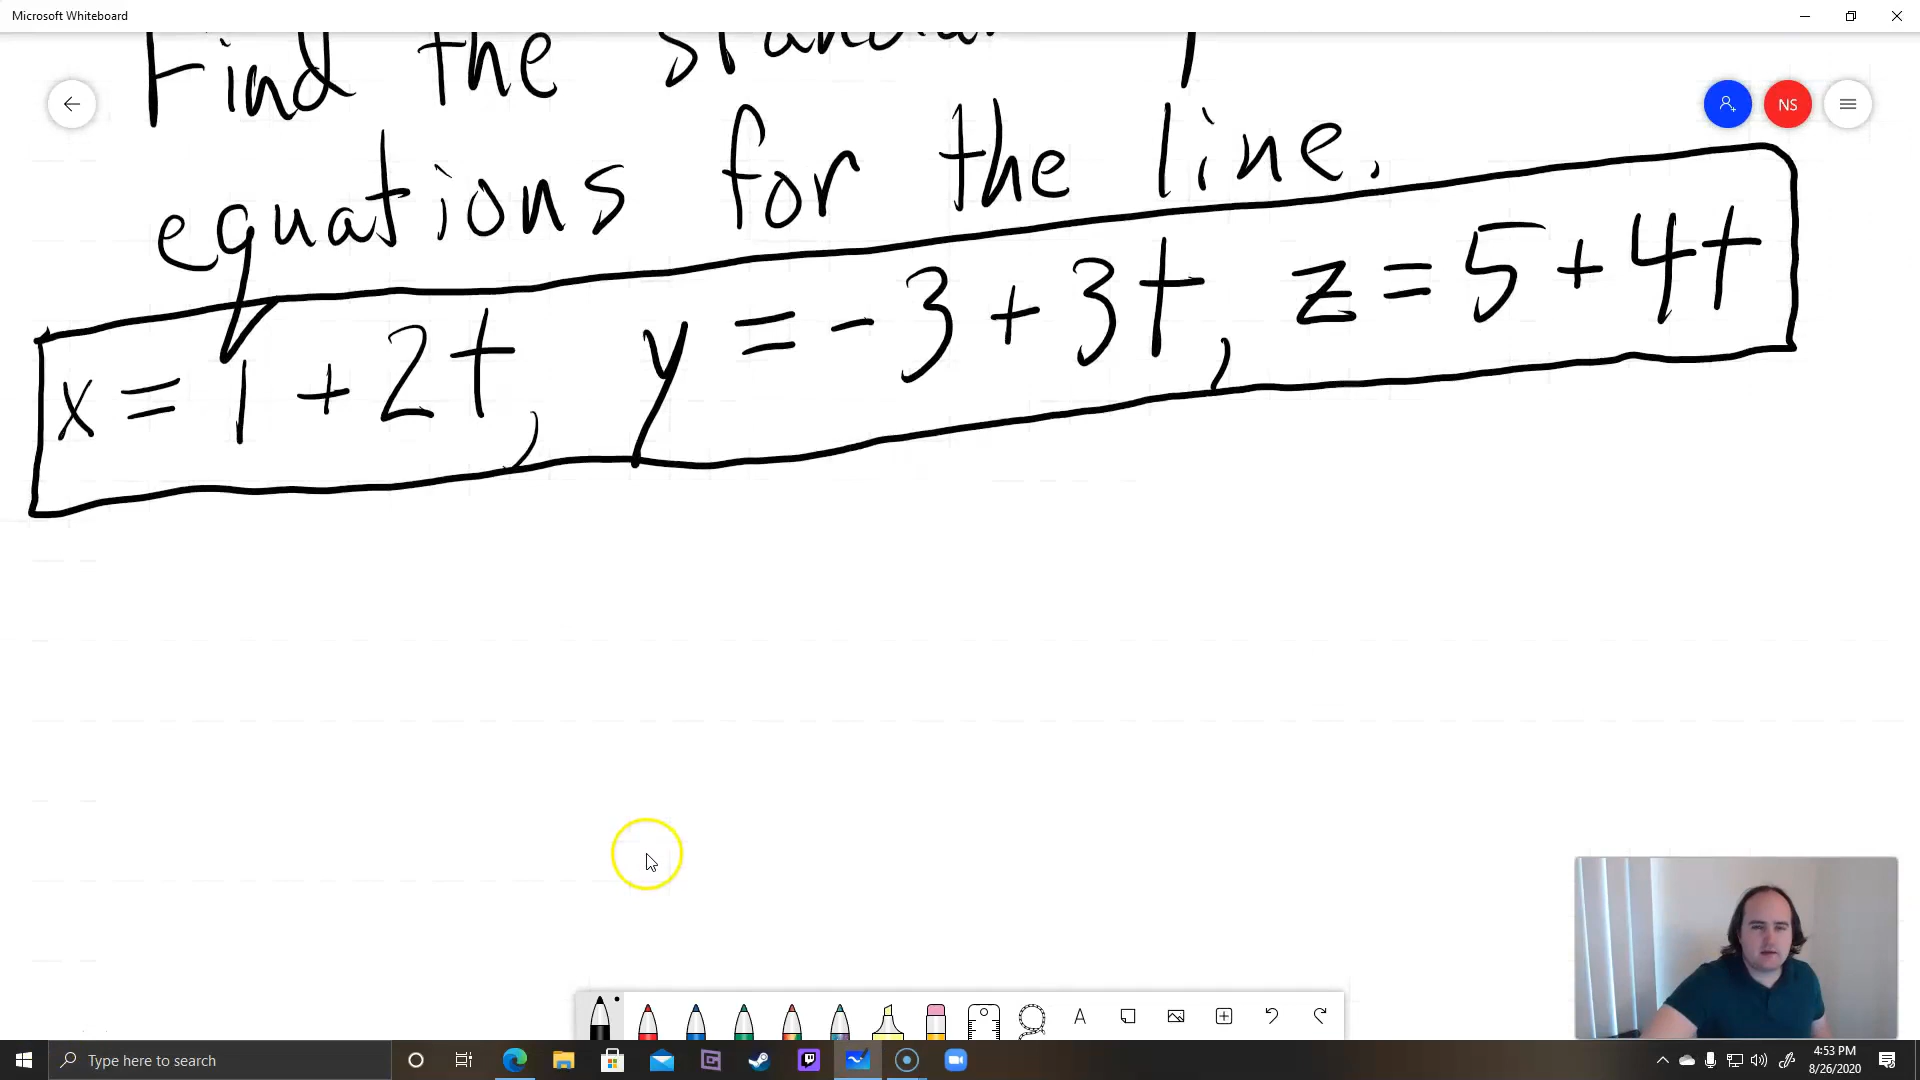 Microsoft Whiteboard
Find the
equations for the line.
x = 1 + 2t, y = -3 + 3t, z = 5 + 4t
NS
A
Type here to search
4:53 PM
8/26/2020